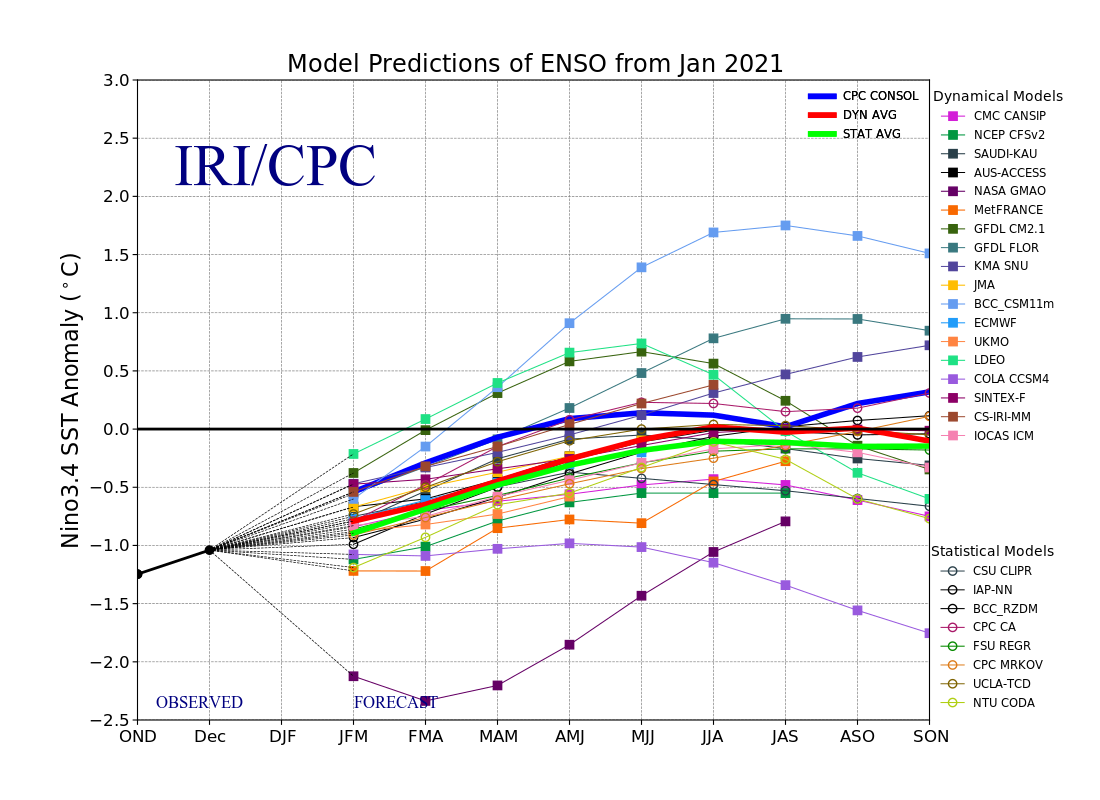 Model Predictions of ENSO from Jan 2021
Nino3.4 SST Anomaly (°C)
3.0
2.5
2.0
1.5
1.0
0.5
0.0
−0.5
−1.0
−1.5
−2.0
−2.5
IRI/CPC
CPC CONSOL
DYN AVG
STAT AVG
OBSERVED
FORECAST
OND Dec DJF JFM FMA MAM AMJ MJJ JJA JAS ASO SON
Dynamical Models
CMC CANSIP
NCEP CFSv2
SAUDI-KAU
AUS-ACCESS
NASA GMAO
MetFRANCE
GFDL CM2.1
GFDL FLOR
KMA SNU
JMA
BCC_CSM11m
ECMWF
UKMO
LDEO
COLA CCSM4
SINTEX-F
CS-IRI-MM
IOCAS ICM
Statistical Models
CSU CLIPR
IAP-NN
BCC_RZDM
CPC CA
FSU REGR
CPC MRKOV
UCLA-TCD
NTU CODA